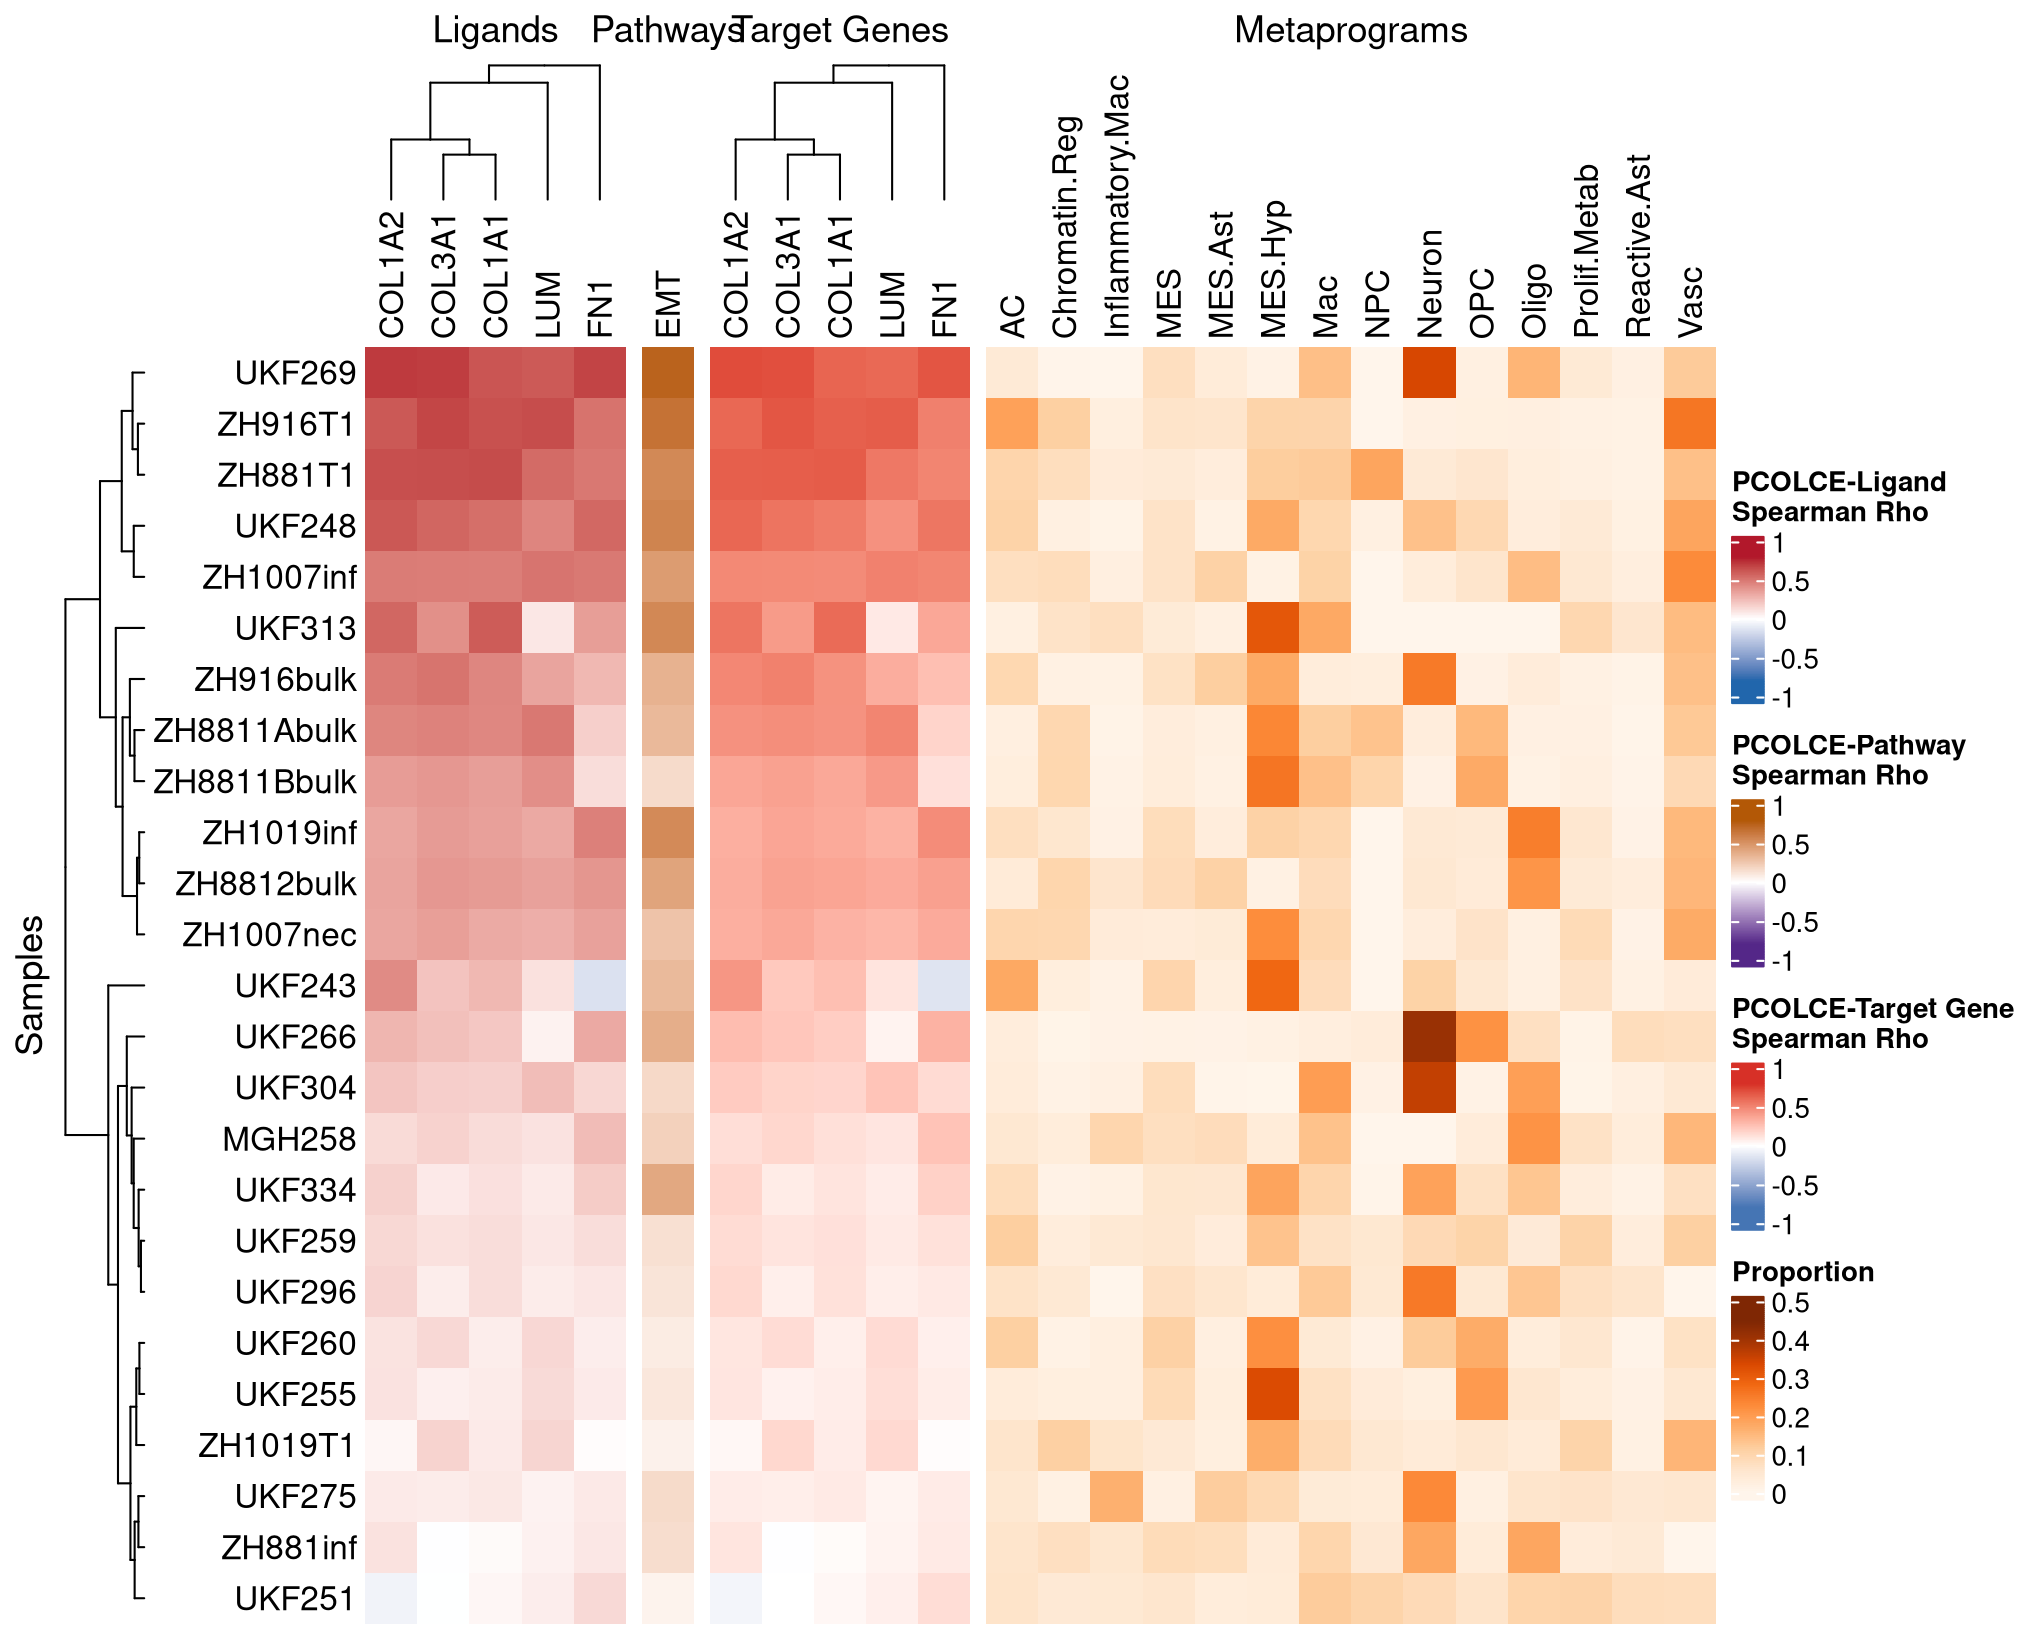 Ligands
Pathways
Target Genes
Metaprograms
COL1A2
COL3A1
COL1A1
LUM
FN1
EMT
COL1A2
COL3A1
COL1A1
LUM
FN1
AC
Chromatin.Reg
Inflammatory.Mac
MES
MES.Ast
MES.Hyp
Mac
NPC
Neuron
OPC
Oligo
Prolif.Metab
Reactive.Ast
Vasc
Samples
UKF269
ZH916T1
ZH881T1
UKF248
ZH1007inf
UKF313
ZH916bulk
ZH8811Abulk
ZH8811Bbulk
ZH1019inf
ZH8812bulk
ZH1007nec
UKF243
UKF266
UKF304
MGH258
UKF334
UKF259
UKF296
UKF260
UKF255
ZH1019T1
UKF275
ZH881inf
UKF251
PCOLCE-Ligand
Spearman Rho
1
0.5
0
-0.5
-1
PCOLCE-Pathway
Spearman Rho
1
0.5
0
-0.5
-1
PCOLCE-Target Gene
Spearman Rho
1
0.5
0
-0.5
-1
Proportion
0.5
0.4
0.3
0.2
0.1
0